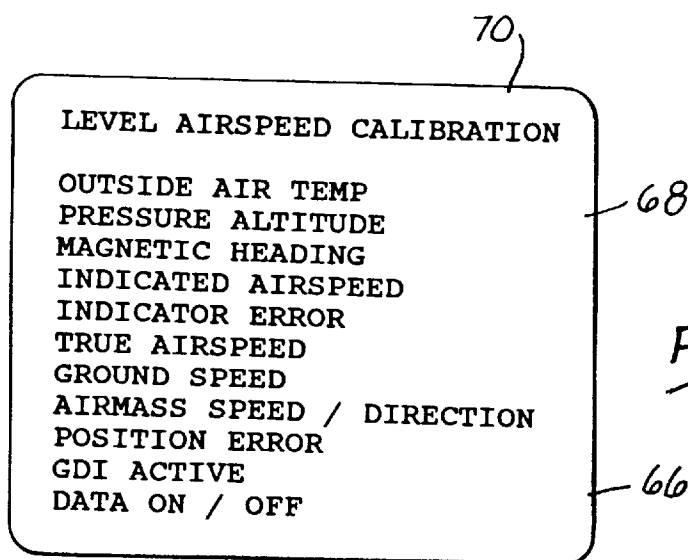 70
LEVEL AIRSPEED CALIBRATION
OUTSIDE AIR TEMP
68
PRESSURE ALTITUDE
MAGNETIC HEADING
INDICATED AIRSPEED
INDICATOR ERROR
TRUE AIRSPEED
GROUND SPEED
AIRMASS SPEED / DIRECTION
POSITION ERROR
GDI ACTIVE
66
DATA ON / OFF